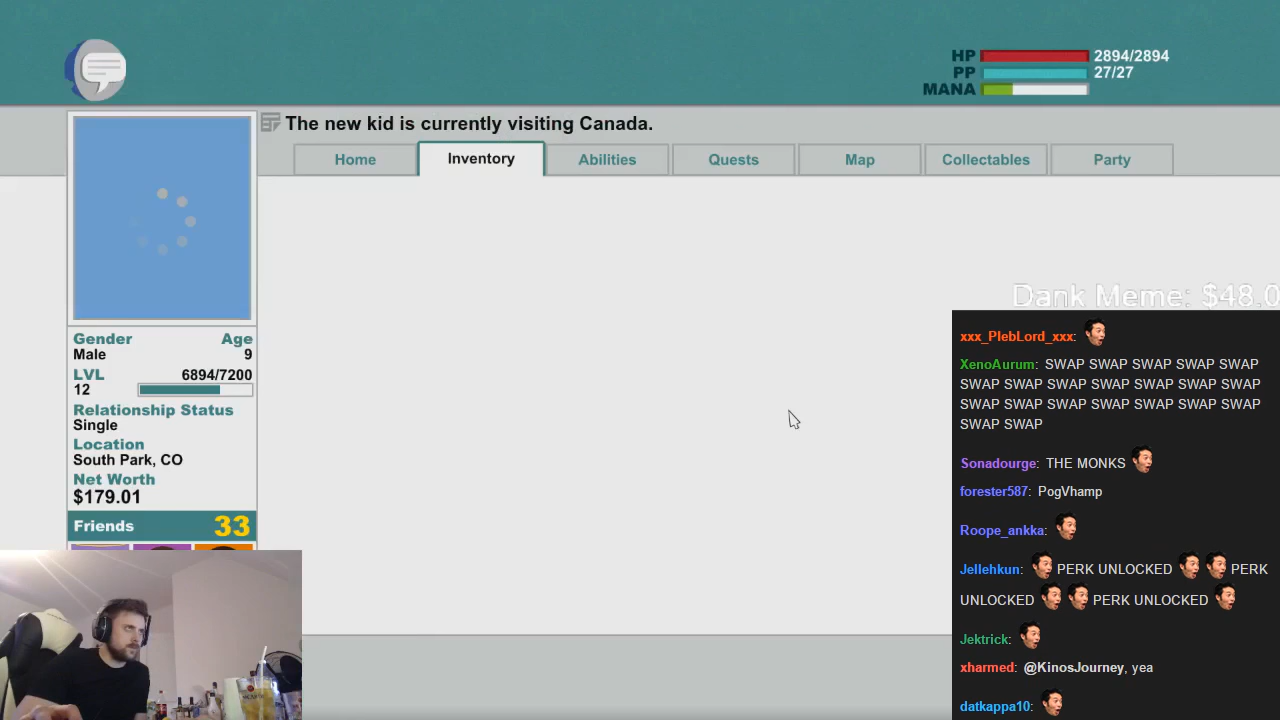 HP 2894/2894
PP 27/27
MANA
The new kid is currently visiting Canada.
Home Inventory Abilities Quests Map Collectables Party
Gender Age
Male 9
LVL 6894/7200
12
Relationship Status
Single
Location
South Park, CO
Net Worth
$179.01
Friends 33
Dank Meme: $48.0
xxx_PlebLord_xxx:
XenoAurum: SWAP SWAP SWAP SWAP SWAP
SWAP SWAP SWAP SWAP SWAP SWAP SWAP
SWAP SWAP SWAP SWAP SWAP SWAP SWAP
SWAP SWAP
Sonadourge: THE MONKS
forester587: PogVhamp
Roope_ankka:
Jellehkun: PERK UNLOCKED PERK
UNLOCKED PERK UNLOCKED
Jektrick:
xharmed: @KinosJourney, yea
datkappa10: